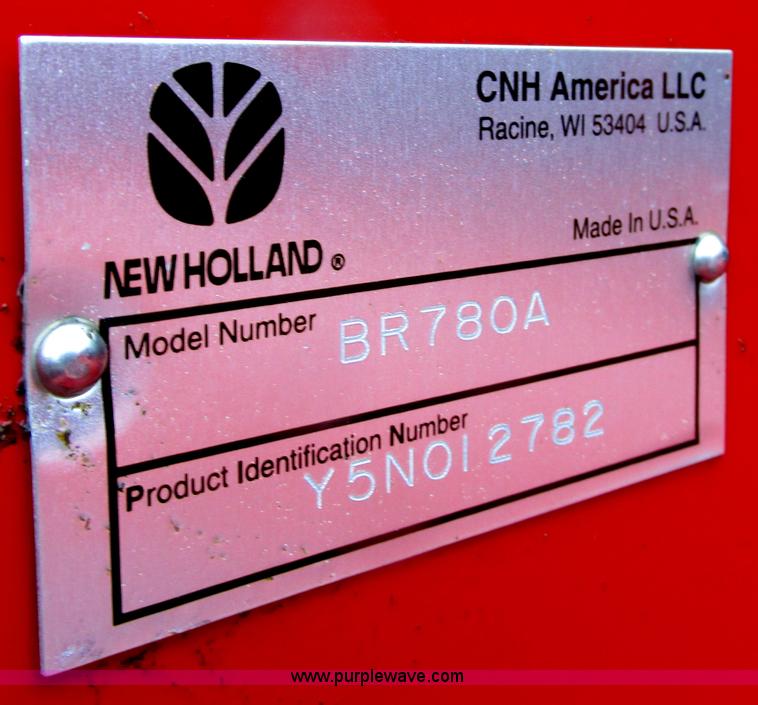 CNH America LLC
Racine, WI 53404 U.S.A.
Made In U.S.A.
NEW HOLLAND ®
Model Number BR780A
Product Identification Number
Y5N012782
www.purplewave.com